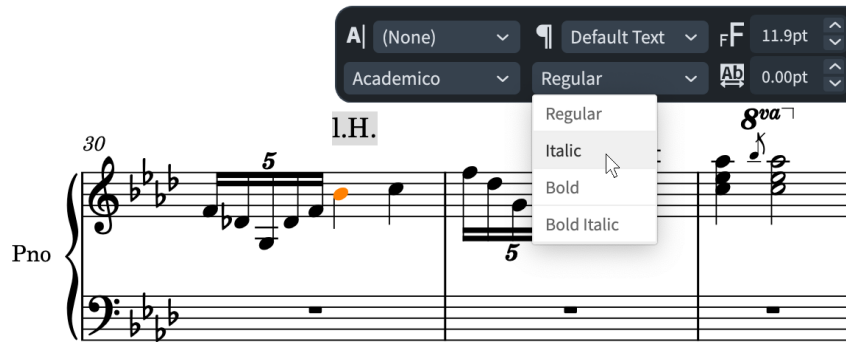 (None) Default Text 11.9pt
Academico Regular 0.00pt
Regular
Italic
Bold
Bold Italic
l.H.
8va
30
5
5
Pno